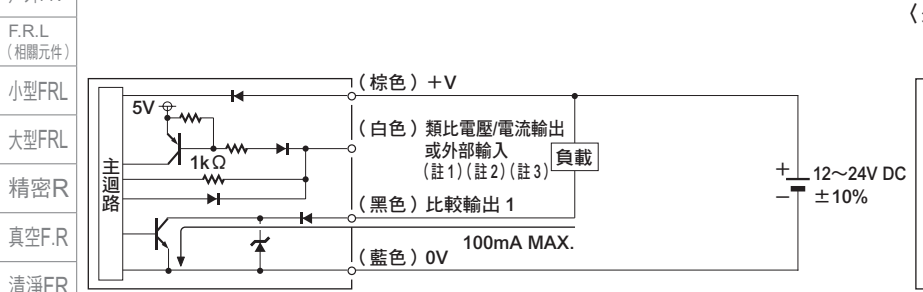 F.R.L
（相關元件）
小型FRL
大型FRL
精密R
真空F.R
清淨FR
主迴路
5V
1kΩ
（棕色）＋V
（白色）類比電壓/電流輸出
或外部輸入
（註1）（註2）（註3）
負載
（黑色）比較輸出 1
100mA MAX.
（藍色）0V
＋
－
12～24V DC
±10%